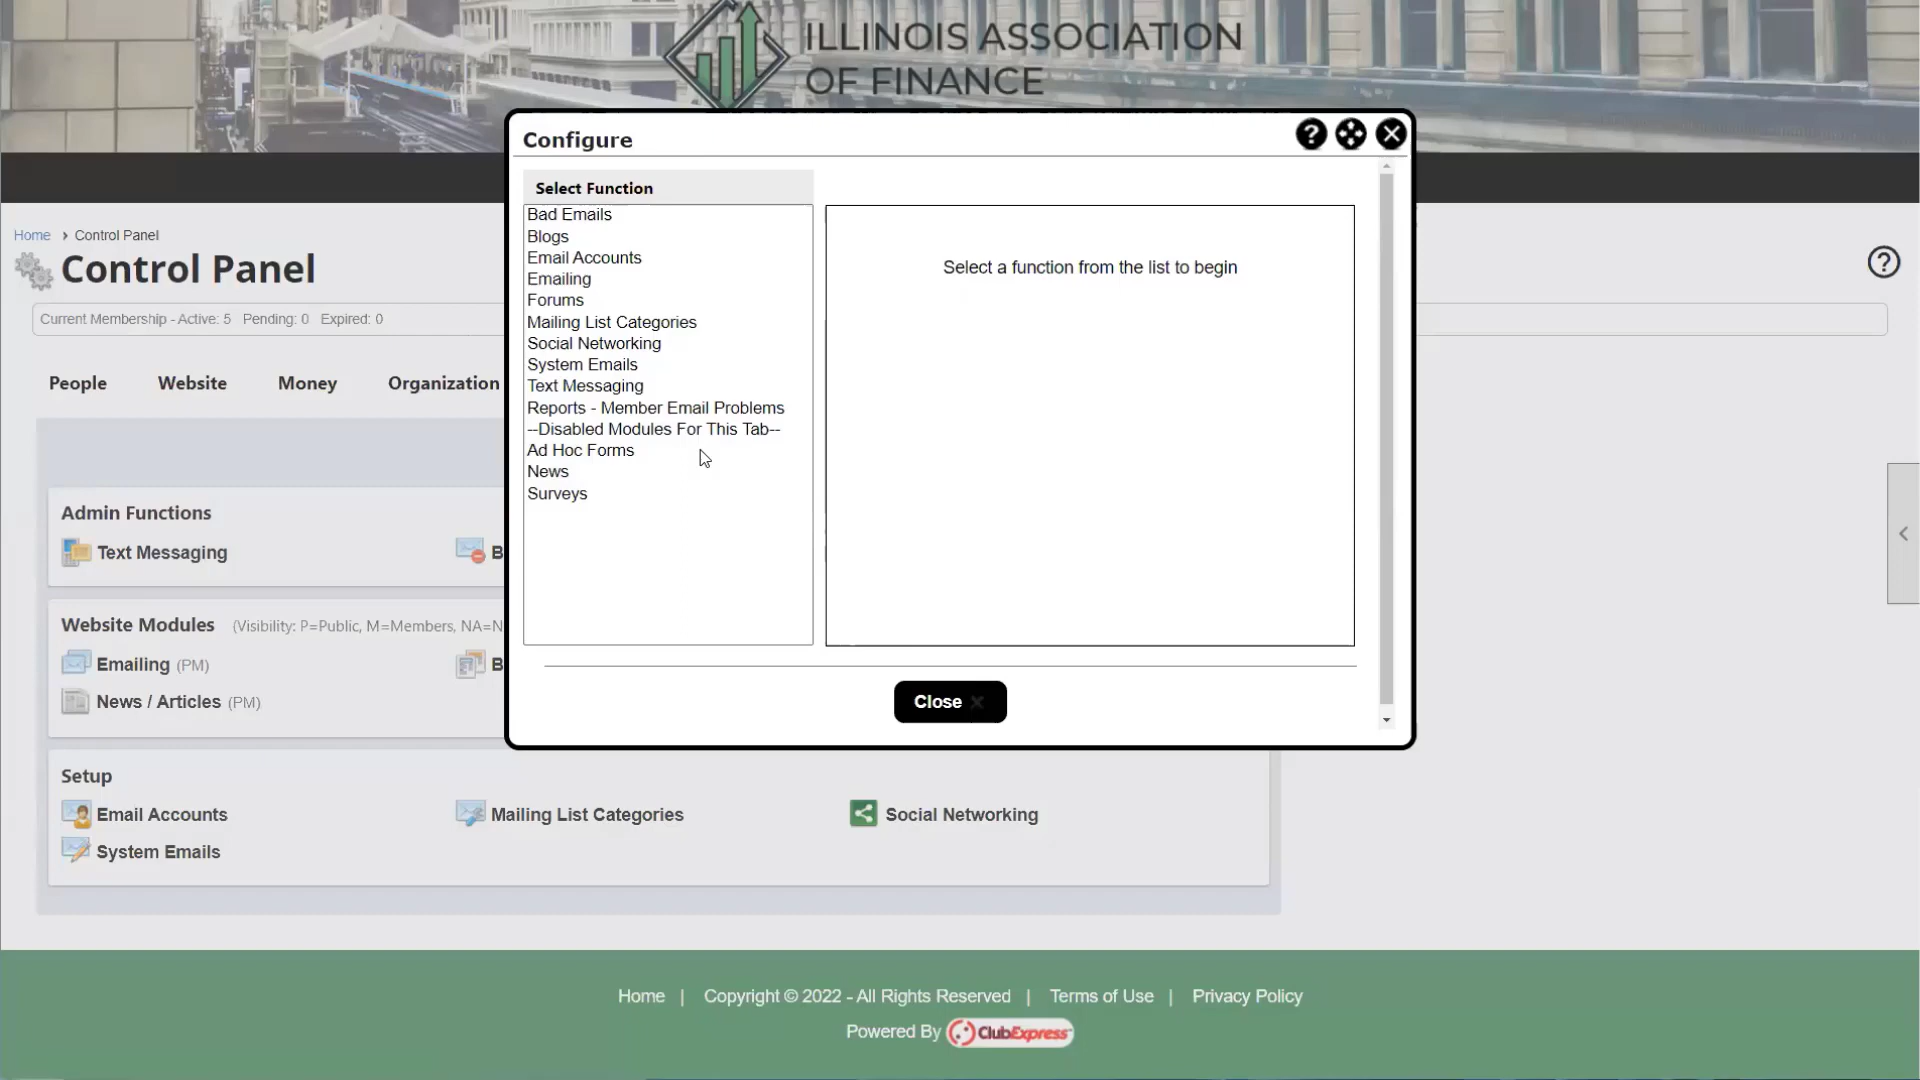 ILLINOIS ASSOCIATION
OF FINANCE
Configure
Select Function
Bad Emails
Blogs
Email Accounts
Emailing
Forums
Mailing List Categories
Social Networking
System Emails
Text Messaging
Reports - Member Email Problems
--Disabled Modules For This Tab--
Ad Hoc Forms
News
Surveys
Select a function from the list to begin
Close
Home > Control Panel
Control Panel
Current Membership - Active: 5 Pending: 0 Expired: 0
People Website Money Organization
Admin Functions
Text Messaging B
Website Modules (Visibility: P=Public, M=Members, NA=N
Emailing (PM) B
News / Articles (PM)
Setup
Email Accounts Mailing List Categories Social Networking
System Emails
Home | Copyright © 2022 - All Rights Reserved | Terms of Use | Privacy Policy
Powered By ClubExpress